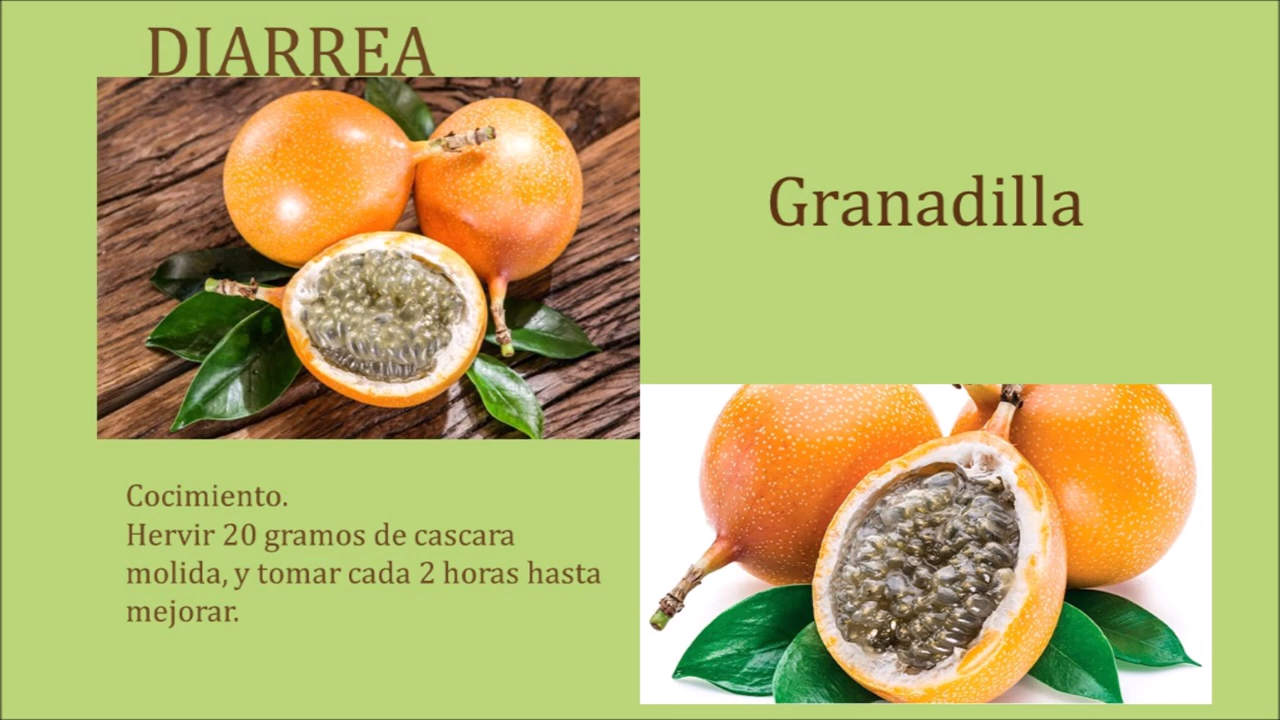 DIARREA
Granadilla
Cocimiento.
Hervir 20 gramos de cascara
molida, y tomar cada 2 horas hasta
mejorar.